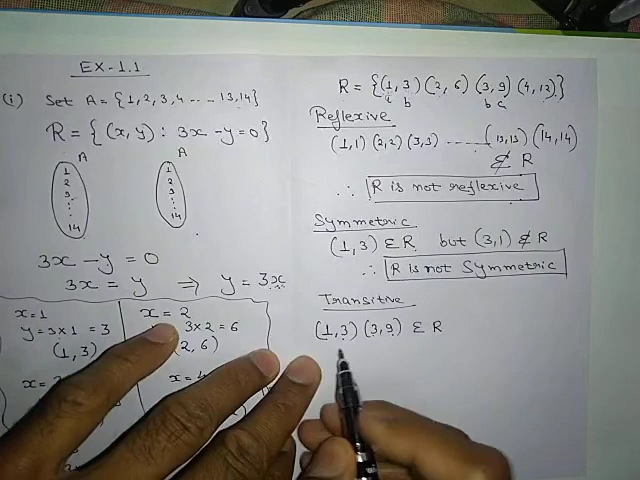 EX-1.1
(i) Set A = {1,2,3,4 ---- 13,14}
R = { (x,y) : 3x-y=0}
A A
1 1
2 2
3 3
: :
14 14
3x - y = 0
3x = y ⇒ y = 3x
x=1
y = 3×1 = 3
(1,3)
x = 2
3×2 = 6
(2,6)
R = {(1,3) (2,6) (3,9) (4,12)}
a b b c
Reflexive
(1,1) (2,2) (3,3) ------- (13,13) (14,14)
∉ R
∴ R is not reflexive
Symmetric
(1,3) ∈ R but (3,1) ∉ R
∴ R is not Symmetric
Transitive
(1,3) (3,9) ∈ R